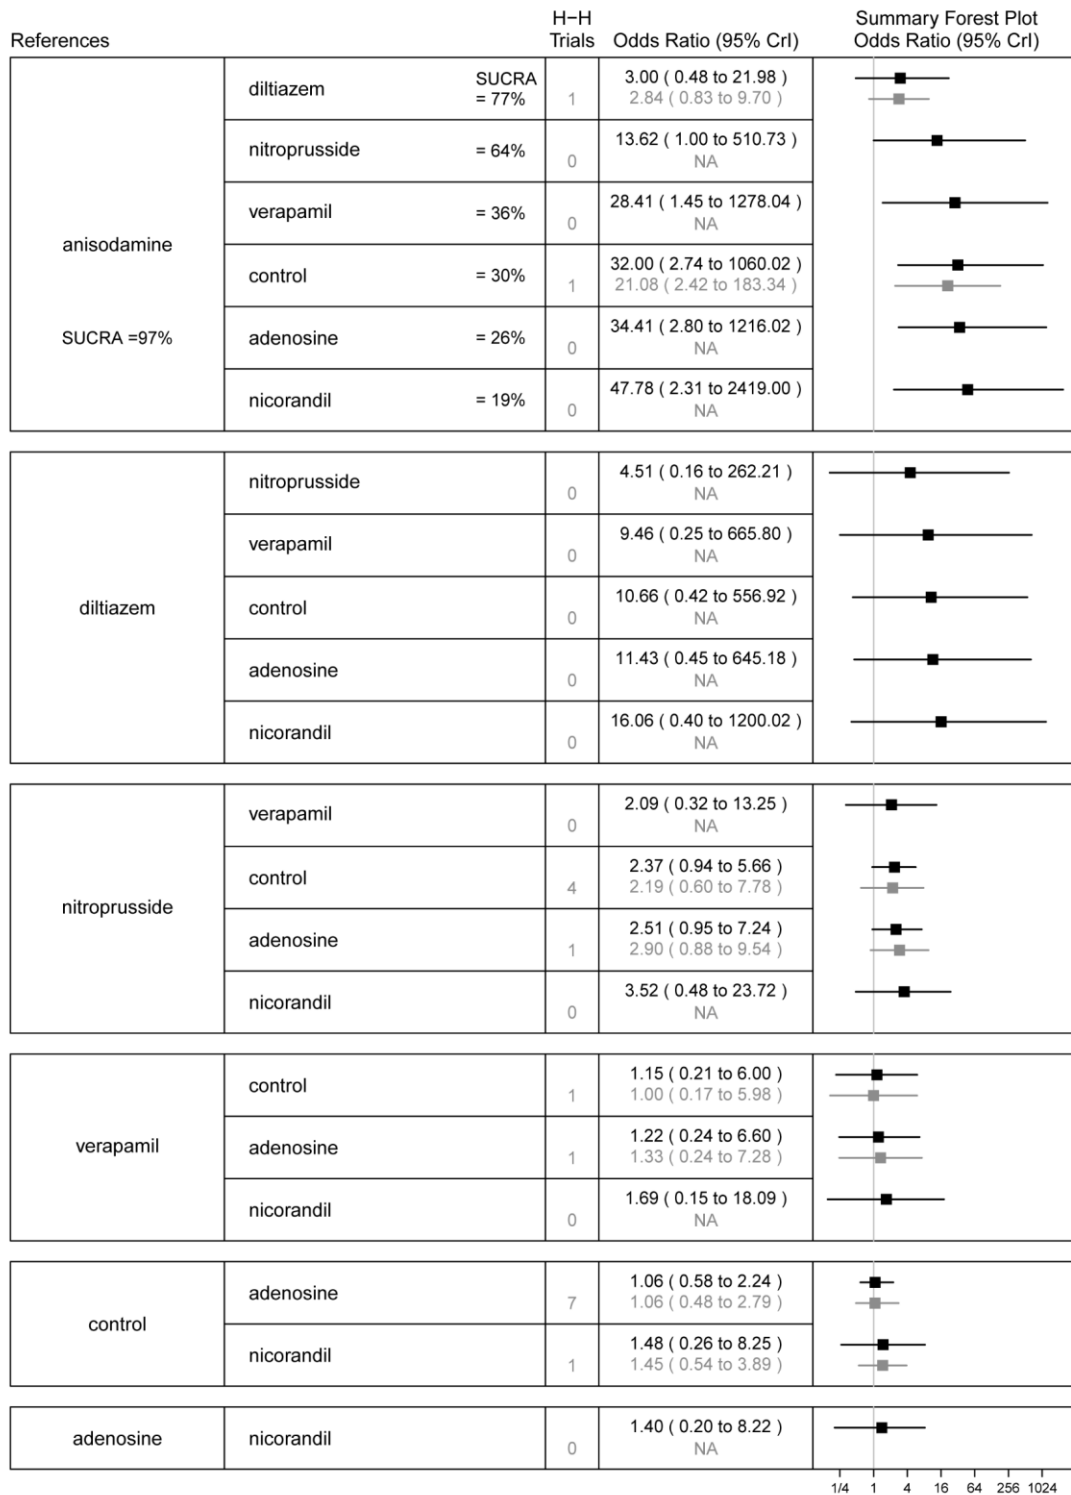 H−H
Summary Forest Plot
References
Trials
Odds Ratio (95% CrI)
Odds Ratio (95% CrI)
anisodamine
SUCRA =97%
diltiazem
SUCRA
= 77%
1
3.00 ( 0.48 to 21.98 )
2.84 ( 0.83 to 9.70 )
nitroprusside
= 64%
0
13.62 ( 1.00 to 510.73 )
NA
verapamil
= 36%
0
28.41 ( 1.45 to 1278.04 )
NA
control
= 30%
1
32.00 ( 2.74 to 1060.02 )
21.08 ( 2.42 to 183.34 )
adenosine
= 26%
0
34.41 ( 2.80 to 1216.02 )
NA
nicorandil
= 19%
0
47.78 ( 2.31 to 2419.00 )
NA
diltiazem
nitroprusside
0
4.51 ( 0.16 to 262.21 )
NA
verapamil
0
9.46 ( 0.25 to 665.80 )
NA
control
0
10.66 ( 0.42 to 556.92 )
NA
adenosine
0
11.43 ( 0.45 to 645.18 )
NA
nicorandil
0
16.06 ( 0.40 to 1200.02 )
NA
nitroprusside
verapamil
0
2.09 ( 0.32 to 13.25 )
NA
control
4
2.37 ( 0.94 to 5.66 )
2.19 ( 0.60 to 7.78 )
adenosine
1
2.51 ( 0.95 to 7.24 )
2.90 ( 0.88 to 9.54 )
nicorandil
0
3.52 ( 0.48 to 23.72 )
NA
verapamil
control
1
1.15 ( 0.21 to 6.00 )
1.00 ( 0.17 to 5.98 )
adenosine
1
1.22 ( 0.24 to 6.60 )
1.33 ( 0.24 to 7.28 )
nicorandil
0
1.69 ( 0.15 to 18.09 )
NA
control
adenosine
7
1.06 ( 0.58 to 2.24 )
1.06 ( 0.48 to 2.79 )
nicorandil
1
1.48 ( 0.26 to 8.25 )
1.45 ( 0.54 to 3.89 )
adenosine
nicorandil
0
1.40 ( 0.20 to 8.22 )
NA
1/4 1 4 16 64 256 1024